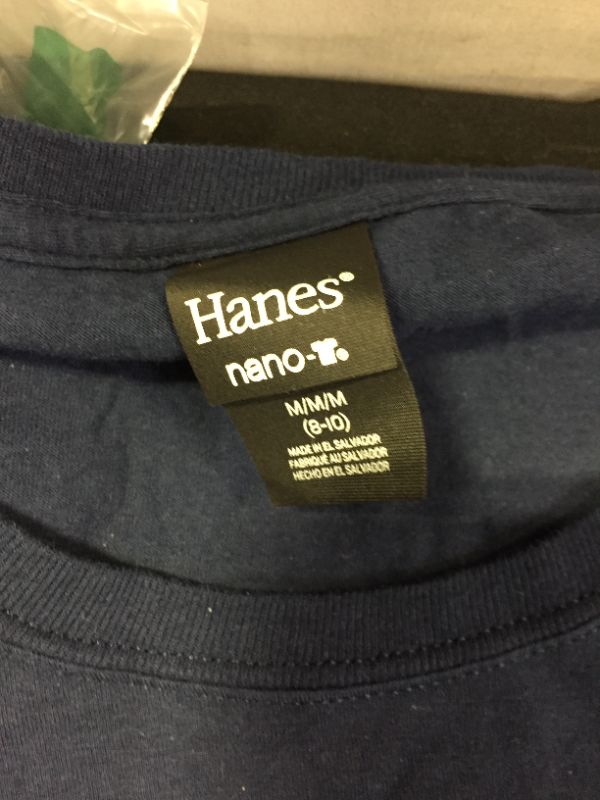 Hanes®
nano-
M/M/M
(8-10)
MADE IN EL SALVADOR
FABRIQUÉ AU SALVADOR
HECHO EN EL SALVADOR